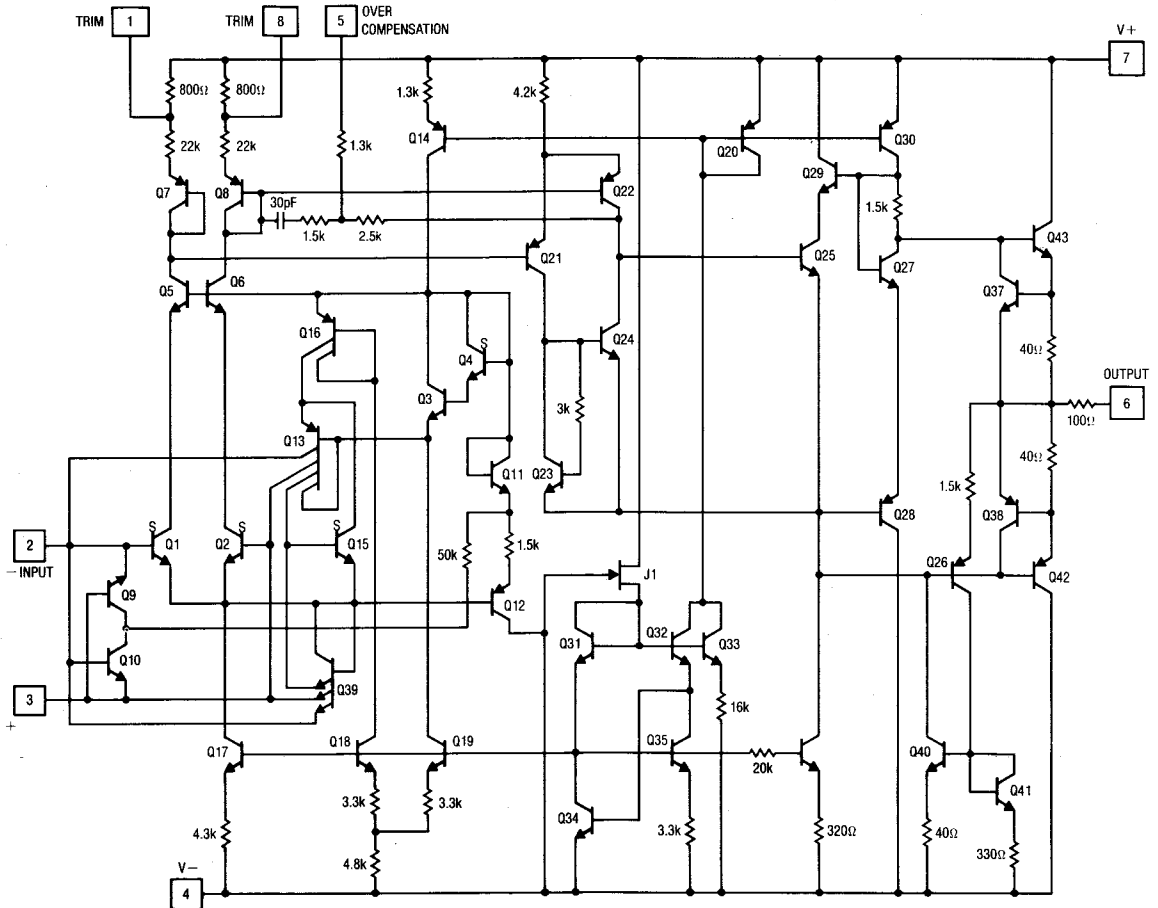 TRIM 1
TRIM 8
5 OVER
COMPENSATION
V+
7
800Ω
800Ω
1.3k
4.2k
22k
22k
1.3k
Q14
Q20
Q30
Q7
Q8
Q22
Q29
30pF
1.5k
2.5k
1.5k
Q21
Q25
Q27
Q43
Q5
Q6
Q37
Q16
Q4
S
Q24
40Ω
Q3
3k
OUTPUT
6
100Ω
Q13
Q11
Q23
40Ω
1.5k
Q28
Q38
2
– INPUT
S
Q1
S
Q2
S
Q15
50k
1.5k
J1
Q26
Q42
Q9
Q12
Q10
Q31
Q32
Q33
3
+
Q39
16k
Q17
Q18
Q19
Q35
20k
Q40
Q41
3.3k
3.3k
Q34
4.3k
3.3k
320Ω
40Ω
330Ω
4.8k
V–
4